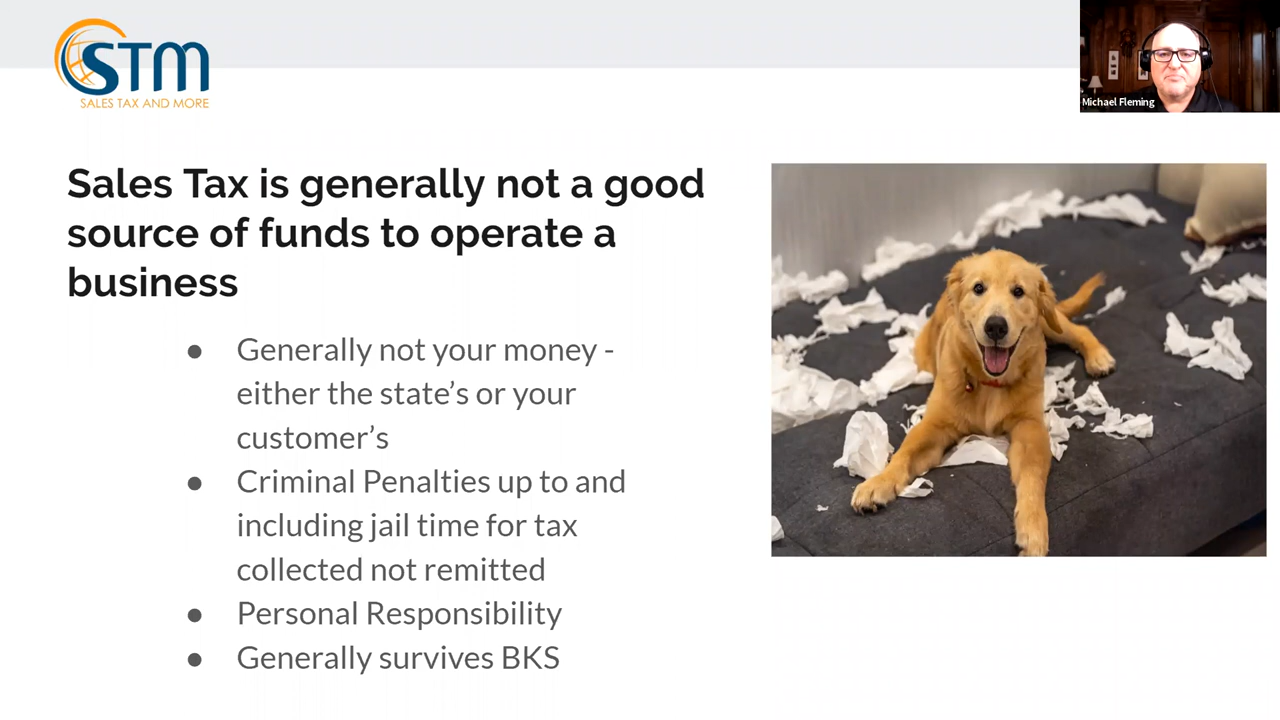 STM
SALES TAX AND MORE
Michael Fleming
Sales Tax is generally not a good
source of funds to operate a
business
● Generally not your money -
either the state’s or your
customer’s
● Criminal Penalties up to and
including jail time for tax
collected not remitted
● Personal Responsibility
● Generally survives BKS